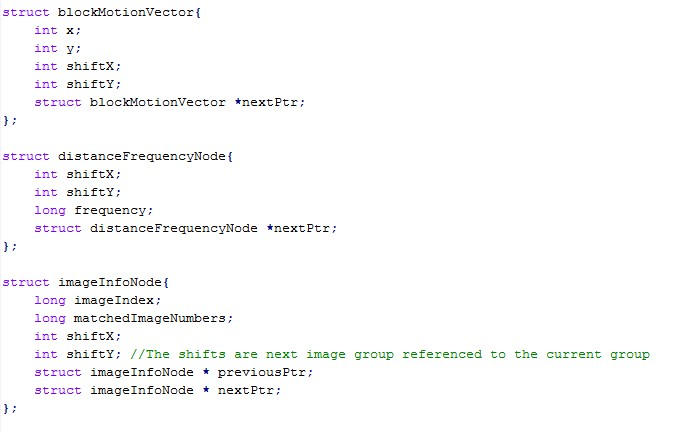 struct blockMotionVector{
    int x;
    int y;
    int shiftX;
    int shiftY;
    struct blockMotionVector *nextPtr;
};

struct distanceFrequencyNode{
    int shiftX;
    int shiftY;
    long frequency;
    struct distanceFrequencyNode *nextPtr;
};

struct imageInfoNode{
    long imageIndex;
    long matchedImageNumbers;
    int shiftX;
    int shiftY; //The shifts are next image group referenced to the current group
    struct imageInfoNode * previousPtr;
    struct imageInfoNode * nextPtr;
};